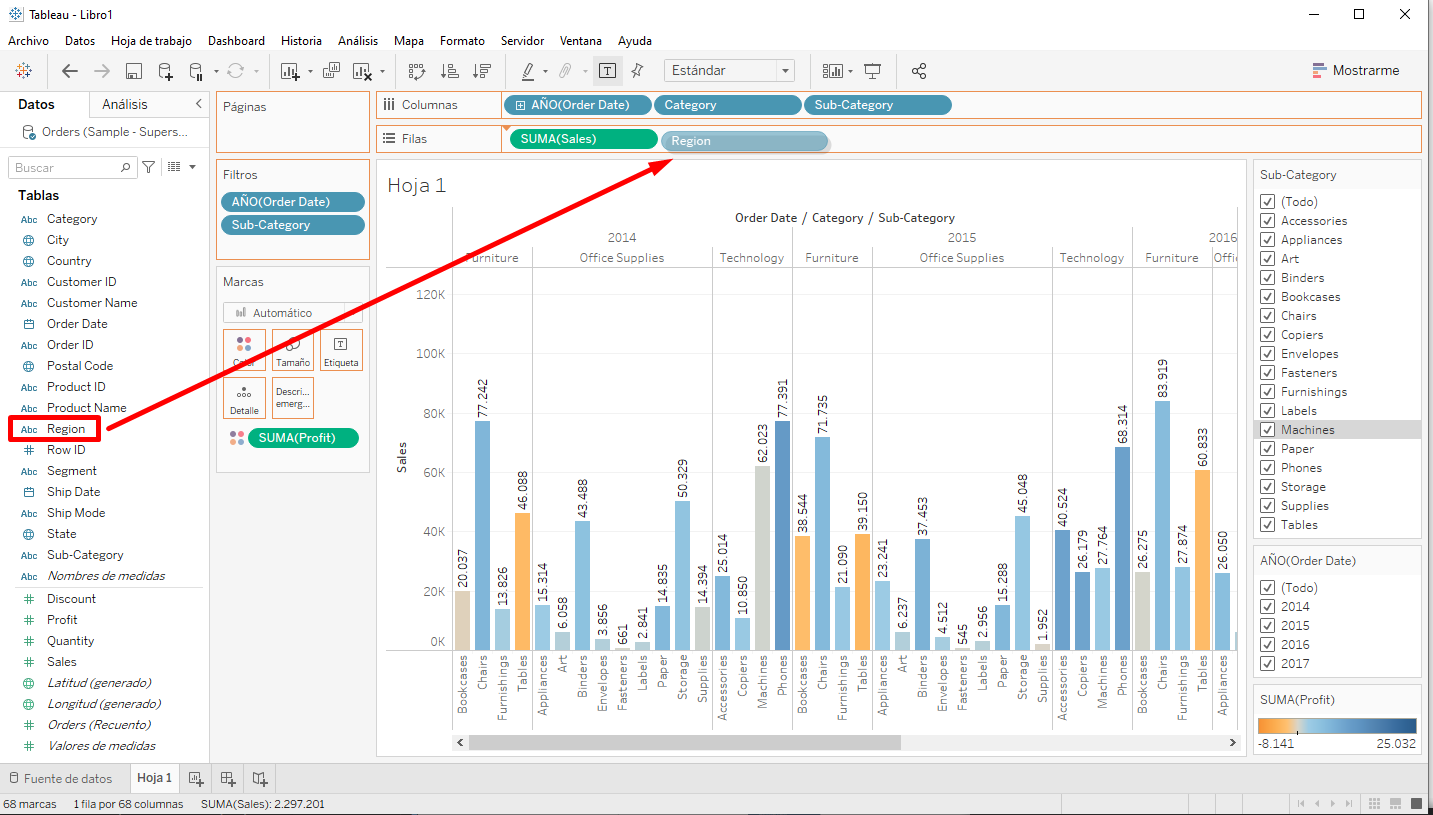 Tableau - Libro1
Archivo Datos Hoja de trabajo Dashboard Historia Análisis Mapa Formato Servidor Ventana Ayuda
Estándar
Mostrarme
Datos Análisis
Orders (Sample - Supers...
Buscar
Tablas
Abc Category
City
Country
Abc Customer ID
Abc Customer Name
Order Date
Abc Order ID
Postal Code
Abc Product ID
Abc Product Name
Abc Region
Row ID
Abc Segment
Ship Date
Abc Ship Mode
State
Abc Sub-Category
Abc Nombres de medidas
Discount
Profit
Quantity
Sales
Latitud (generado)
Longitud (generado)
Orders (Recuento)
Valores de medidas
Páginas
Filtros
AÑO(Order Date)
Sub-Category
Marcas
Automático
Color Tamaño Etiqueta
Detalle Descri... emerg...
SUMA(Profit)
Columnas AÑO(Order Date) Category Sub-Category
Filas SUMA(Sales) Region
Hoja 1
Order Date / Category / Sub-Category
2014 2015 2016
Furniture Office Supplies Technology Furniture Office Supplies Technology Furniture Offic
Sales
120K
100K
80K
60K
40K
20K
0K
20.037 77.242 13.826 46.088 15.314 6.058 43.488 3.856 661 2.841 14.835 50.329 14.394 25.014 10.850 62.023 77.391 38.544 71.735 21.090 39.150 23.241 6.237 37.453 4.512 545 2.956 15.288 45.048 1.952 40.524 26.179 27.764 68.314 26.275 83.919 27.874 60.833 26.050
Bookcases Chairs Furnishings Tables Appliances Art Binders Envelopes Fasteners Labels Paper Storage Supplies Accessories Copiers Machines Phones Bookcases Chairs Furnishings Tables Appliances Art Binders Envelopes Fasteners Labels Paper Storage Supplies Accessories Copiers Machines Phones Bookcases Chairs Furnishings Tables Appliances
Sub-Category
(Todo)
Accessories
Appliances
Art
Binders
Bookcases
Chairs
Copiers
Envelopes
Fasteners
Furnishings
Labels
Machines
Paper
Phones
Storage
Supplies
Tables
AÑO(Order Date)
(Todo)
2014
2015
2016
2017
SUMA(Profit)
-8.141 25.032
Fuente de datos Hoja 1
68 marcas 1 fila por 68 columnas SUMA(Sales): 2.297.201